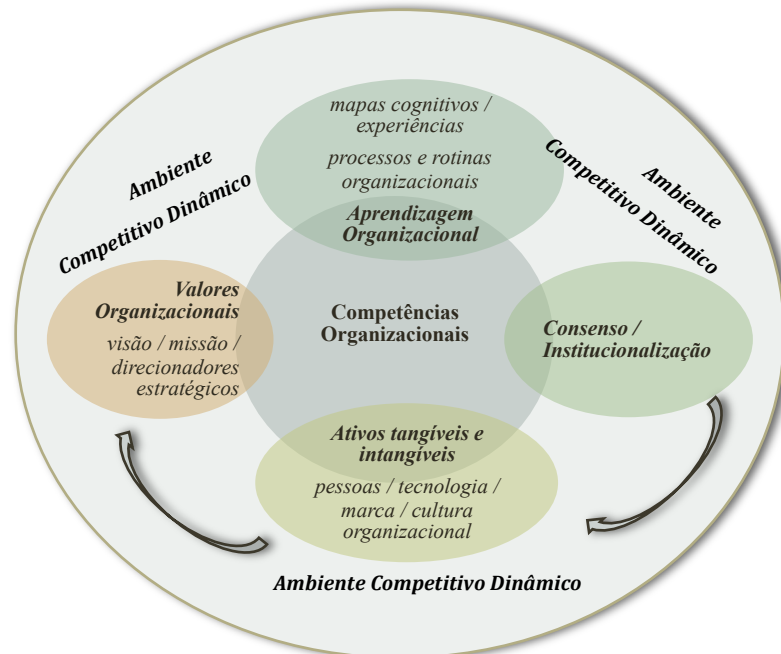 mapas cognitivos /
experiências
processos e rotinas
organizacionais
Aprendizagem
Organizacional
Ambiente
Competitivo Dinâmico
Ambiente
Competitivo Dinâmico
Valores
Organizacionais
visão / missão /
direcionadores
estratégicos
Competências
Organizacionais
Consenso /
Institucionalização
Ativos tangíveis e
intangíveis
pessoas / tecnologia /
marca / cultura
organizacional
Ambiente Competitivo Dinâmico